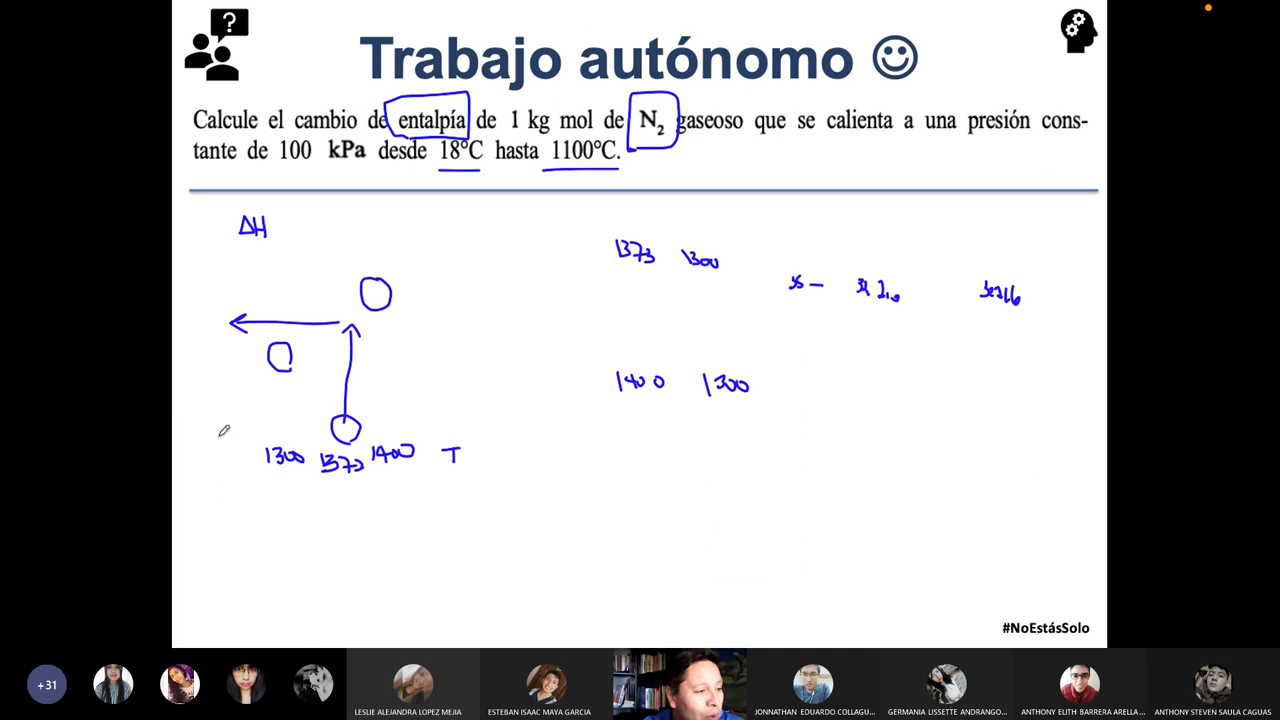 ?
Trabajo autónomo
Calcule el cambio de entalpía de 1 kg mol de N2 gaseoso que se calienta a una presión cons-
tante de 100 kPa desde 18°C hasta 1100°C.
ΔH
1373 1300
1400 1300
1300 1373 1400 T
#NoEstásSolo
+31
LESLIE ALEJANDRA LOPEZ MEJIA
ESTEBAN ISAAC MAYA GARCIA
JONNATHAN EDUARDO COLLAGU...
GERMANIA LISSETTE ANDRANGO...
ANTHONY ELITH BARRERA ARELLA ...
ANTHONY STEVEN SAULA CAGUAS